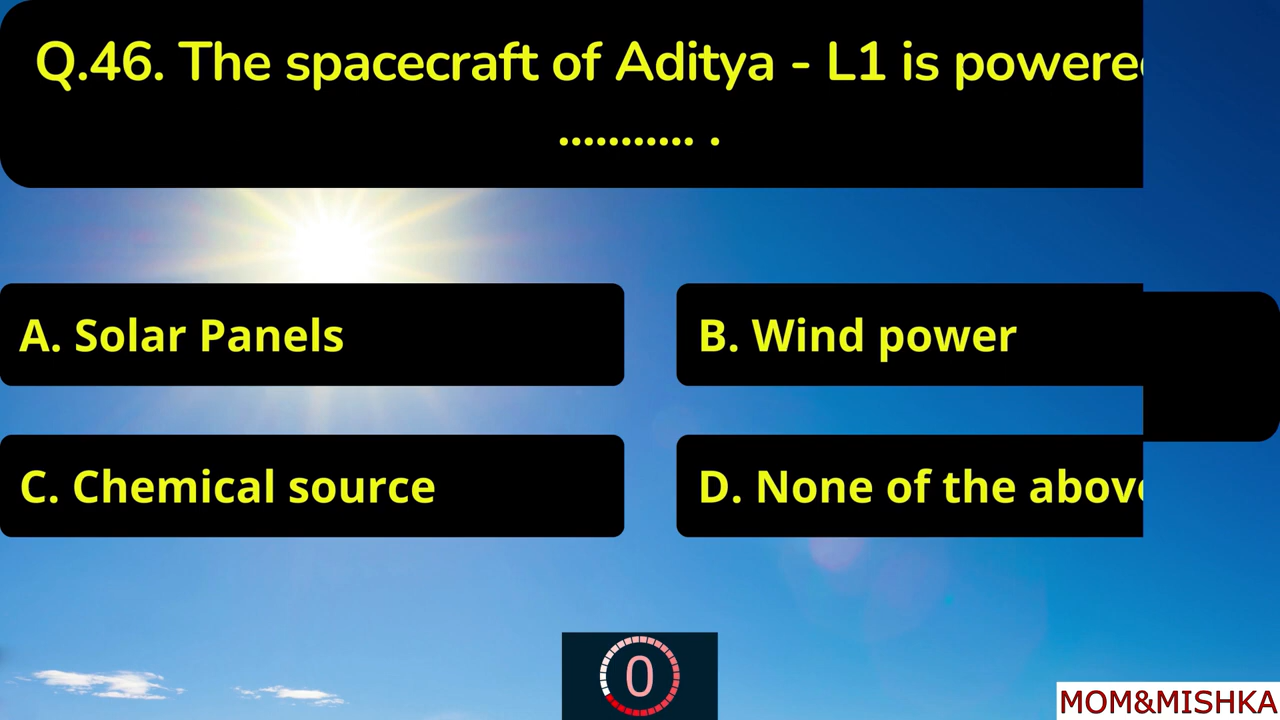 Q.46. The spacecraft of Aditya - L1 is powere
........... .
A. Solar Panels
B. Wind power
C. Chemical source
D. None of the above
0
MOM&MISHKA